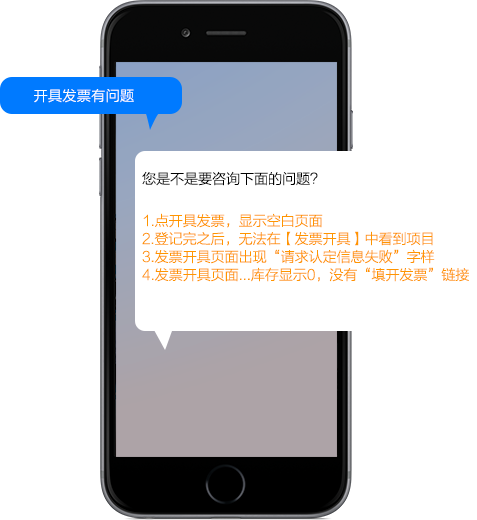 开具发票有问题
您是不是要咨询下面的问题?
1.点开具发票，显示空白页面
2.登记完之后，无法在【发票开具】中看到项目
3.发票开具页面出现“请求认定信息失败”字样
4.发票开具页面...库存显示0，没有“填开发票”链接